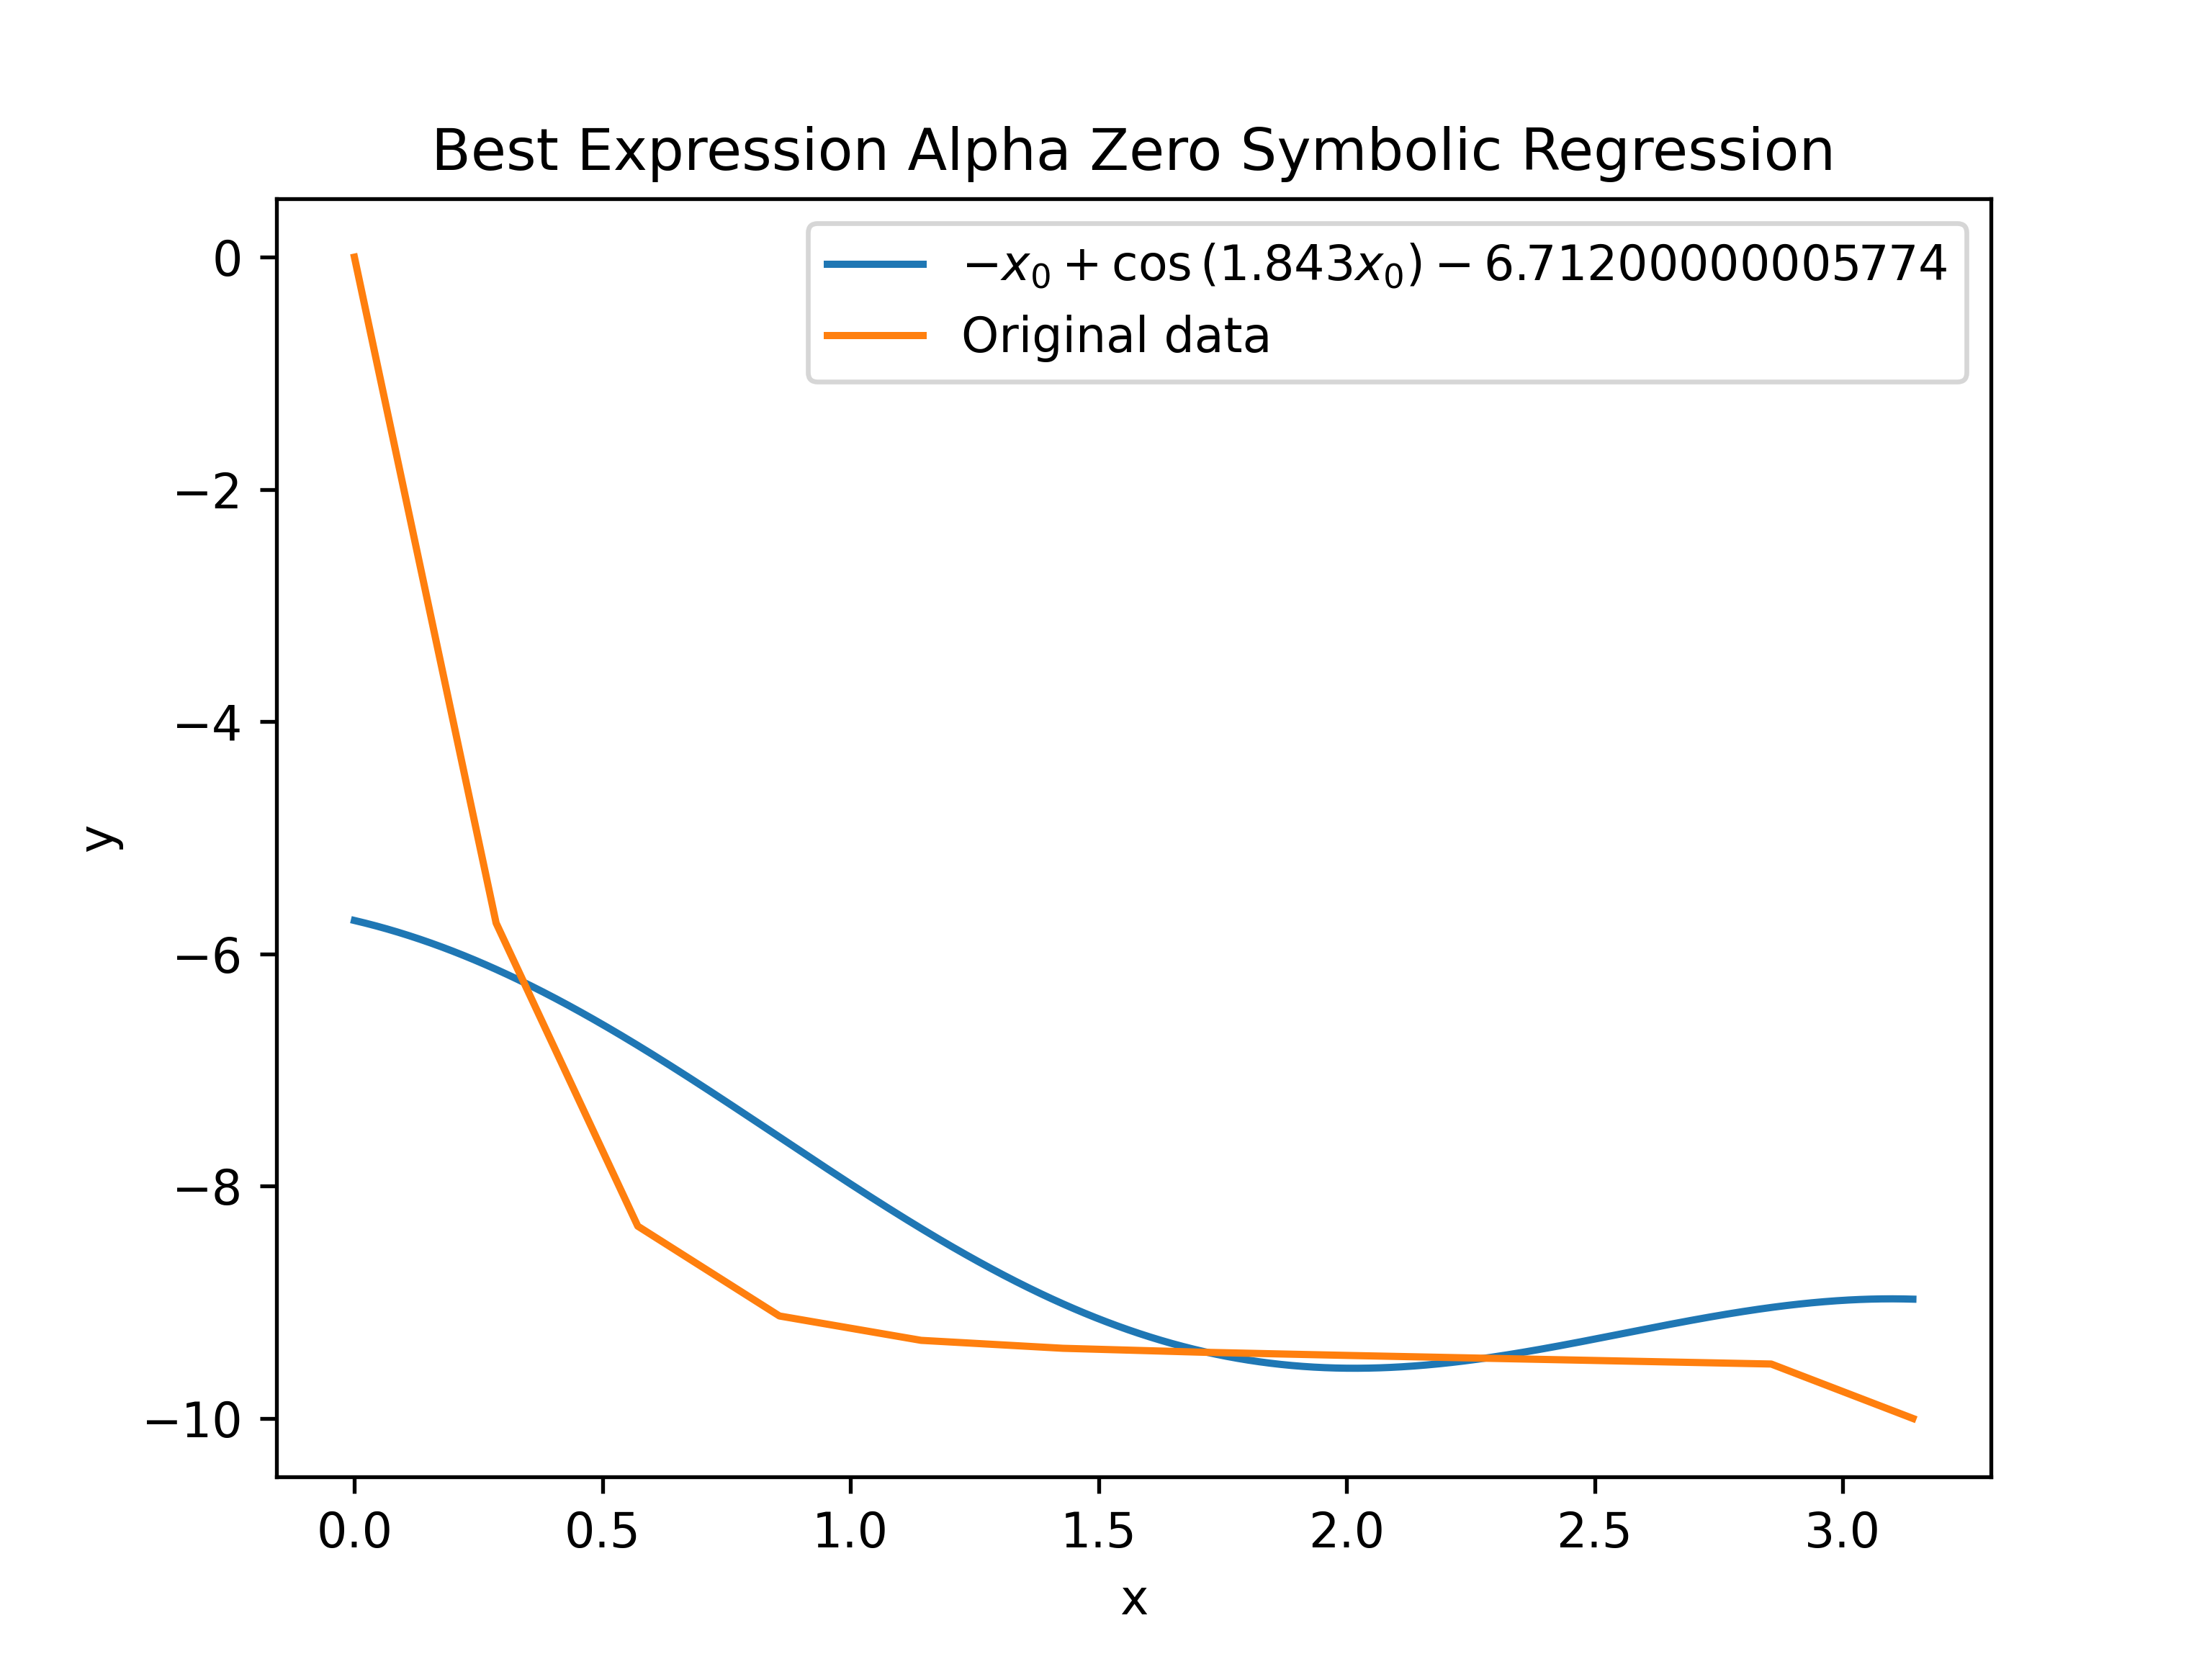 Best Expression Alpha Zero Symbolic Regression
−x₀ + cos (1.843x₀) − 6.71200000005774
Original data
0
−2
−4
−6
−8
−10
y
0.0 0.5 1.0 1.5 2.0 2.5 3.0
x